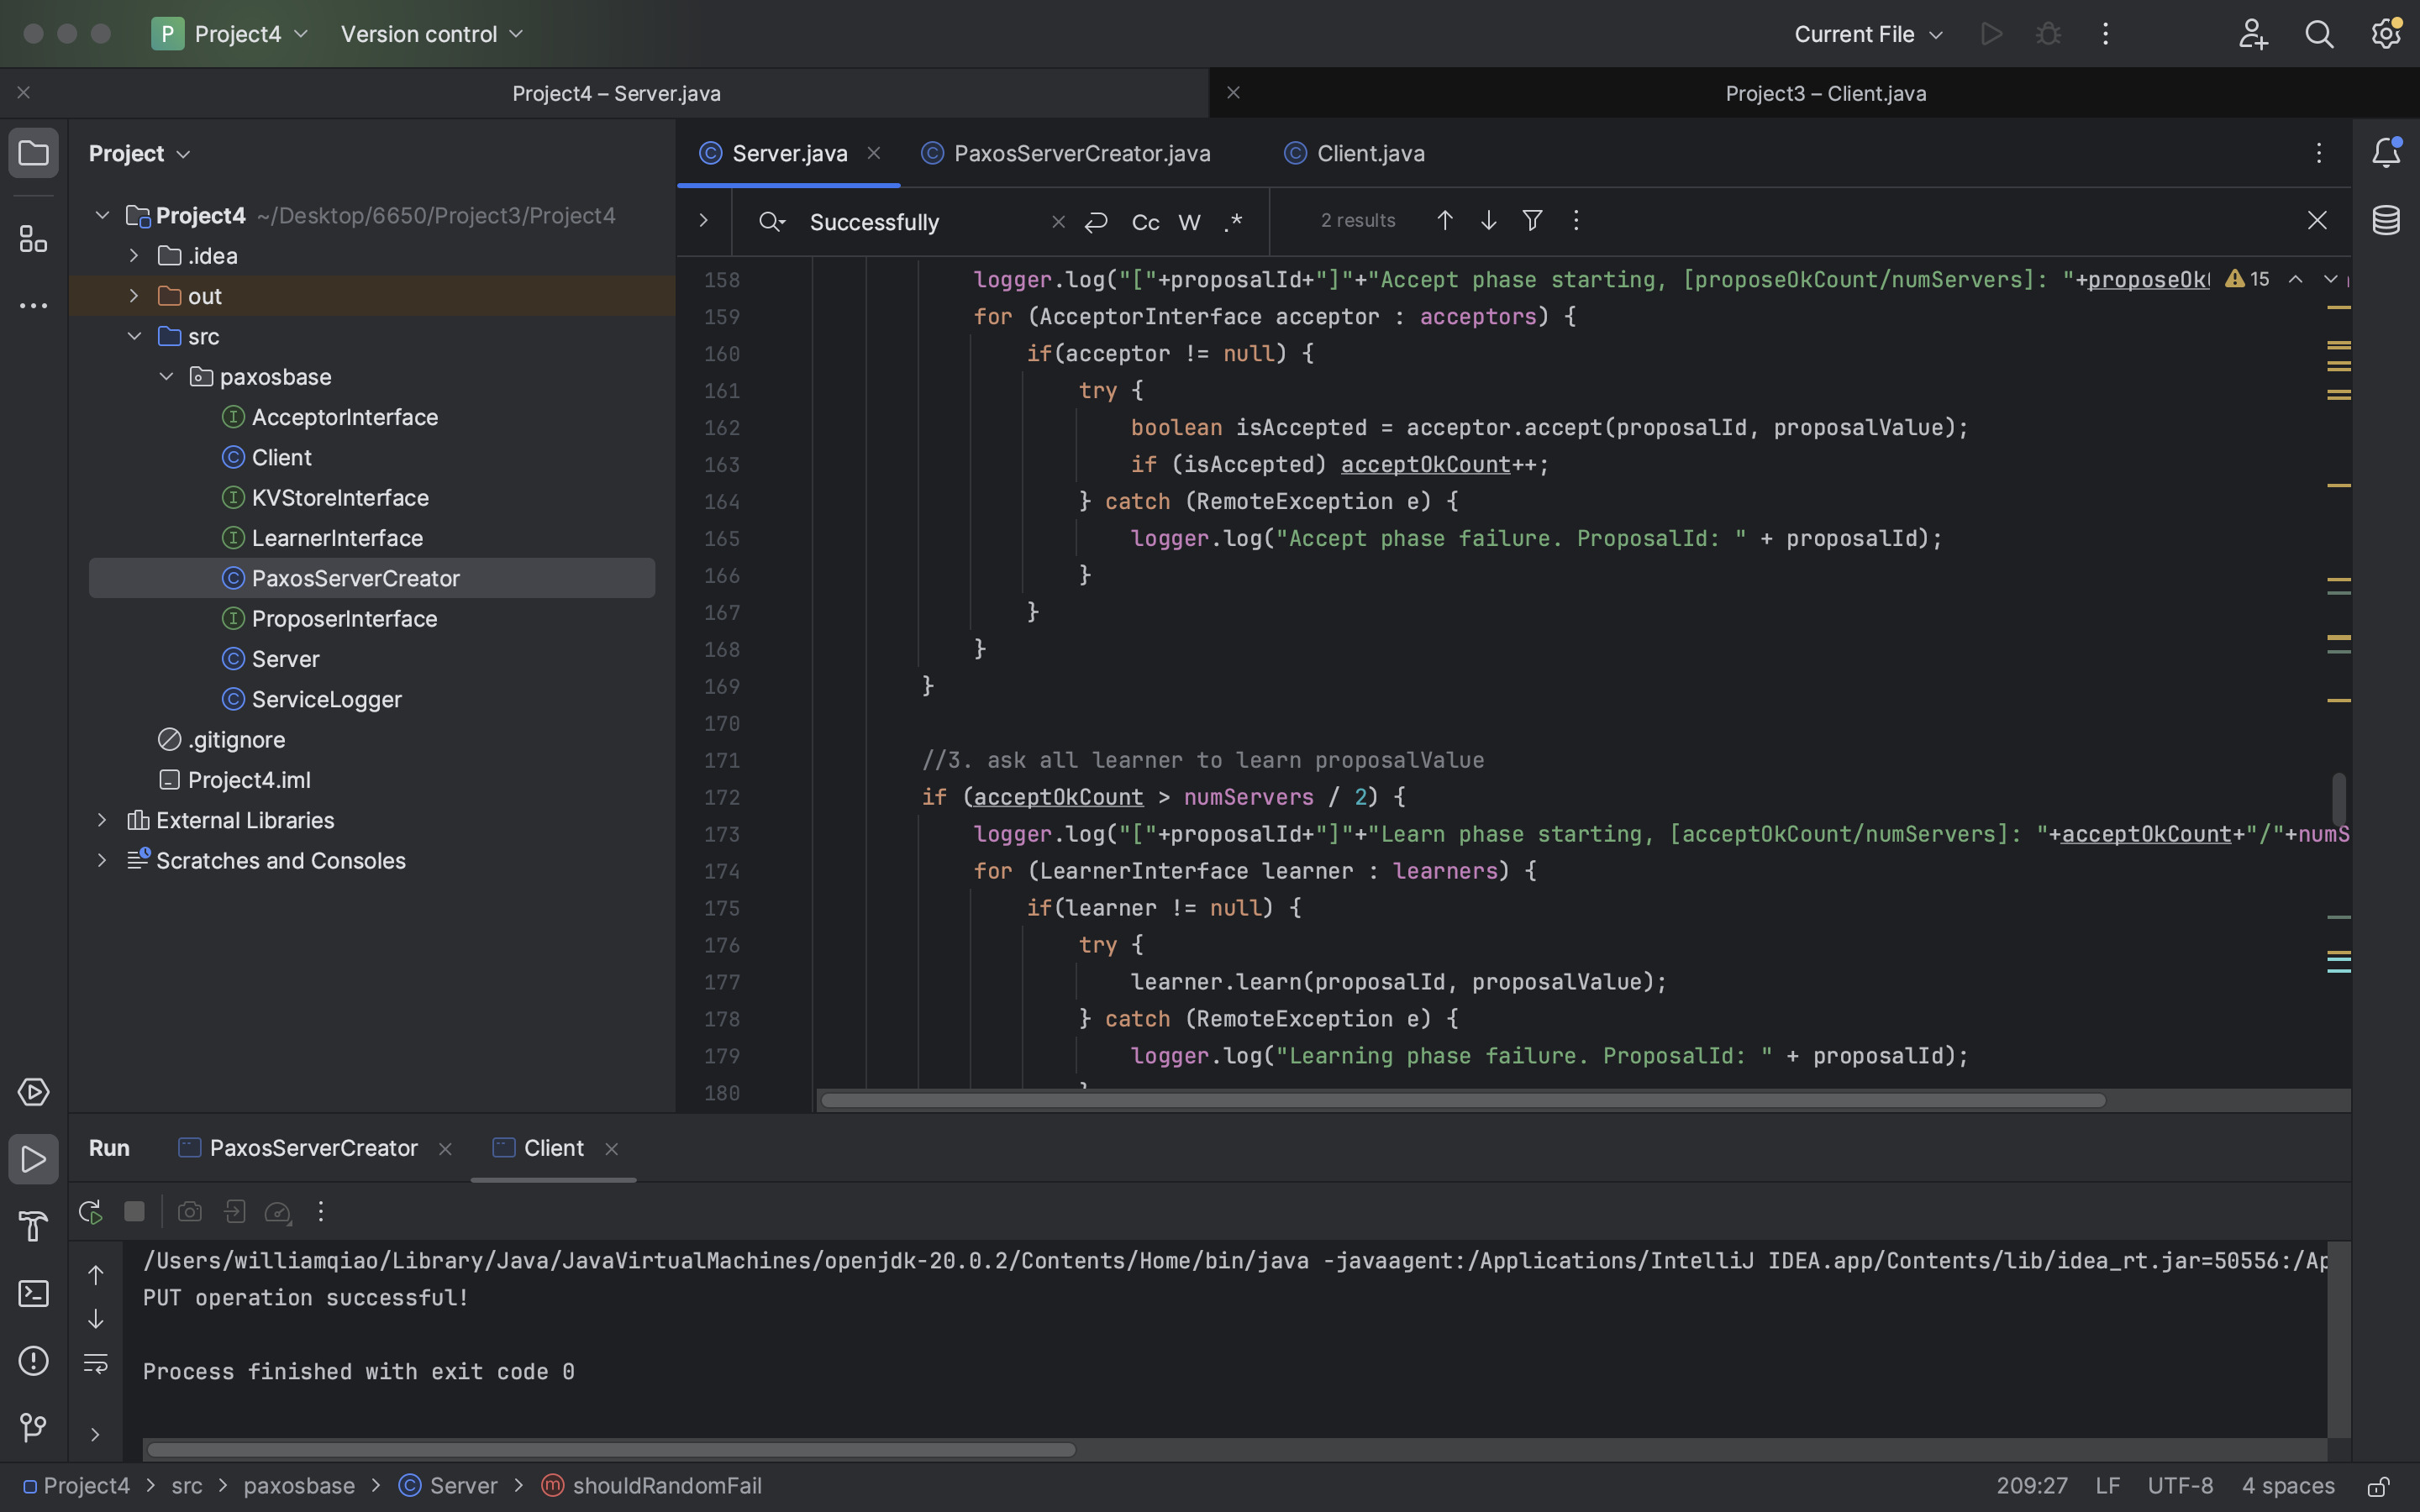 P Project4 Version control Current File
Project4 – Server.java Project3 – Client.java
Project
Server.java PaxosServerCreator.java Client.java
Project4 ~/Desktop/6650/Project3/Project4
.idea
out
src
paxosbase
AcceptorInterface
Client
KVStoreInterface
LearnerInterface
PaxosServerCreator
ProposerInterface
Server
ServiceLogger
.gitignore
Project4.iml
External Libraries
Scratches and Consoles
Successfully Cc W .* 2 results
158 logger.log("["+proposalId+"]"+"Accept phase starting, [proposeOkCount/numServers]: "+proposeOk 15
159 for (AcceptorInterface acceptor : acceptors) {
160 if(acceptor != null) {
161 try {
162 boolean isAccepted = acceptor.accept(proposalId, proposalValue);
163 if (isAccepted) acceptOkCount++;
164 } catch (RemoteException e) {
165 logger.log("Accept phase failure. ProposalId: " + proposalId);
166 }
167 }
168 }
169 }
170
171 //3. ask all learner to learn proposalValue
172 if (acceptOkCount > numServers / 2) {
173 logger.log("["+proposalId+"]"+"Learn phase starting, [acceptOkCount/numServers]: "+acceptOkCount+"/"+numS
174 for (LearnerInterface learner : learners) {
175 if(learner != null) {
176 try {
177 learner.learn(proposalId, proposalValue);
178 } catch (RemoteException e) {
179 logger.log("Learning phase failure. ProposalId: " + proposalId);
180 }
Run PaxosServerCreator Client
/Users/williamqiao/Library/Java/JavaVirtualMachines/openjdk-20.0.2/Contents/Home/bin/java -javaagent:/Applications/IntelliJ IDEA.app/Contents/lib/idea_rt.jar=50556:/Ap
PUT operation successful!
Process finished with exit code 0
Project4 > src > paxosbase > Server > shouldRandomFail 209:27 LF UTF-8 4 spaces